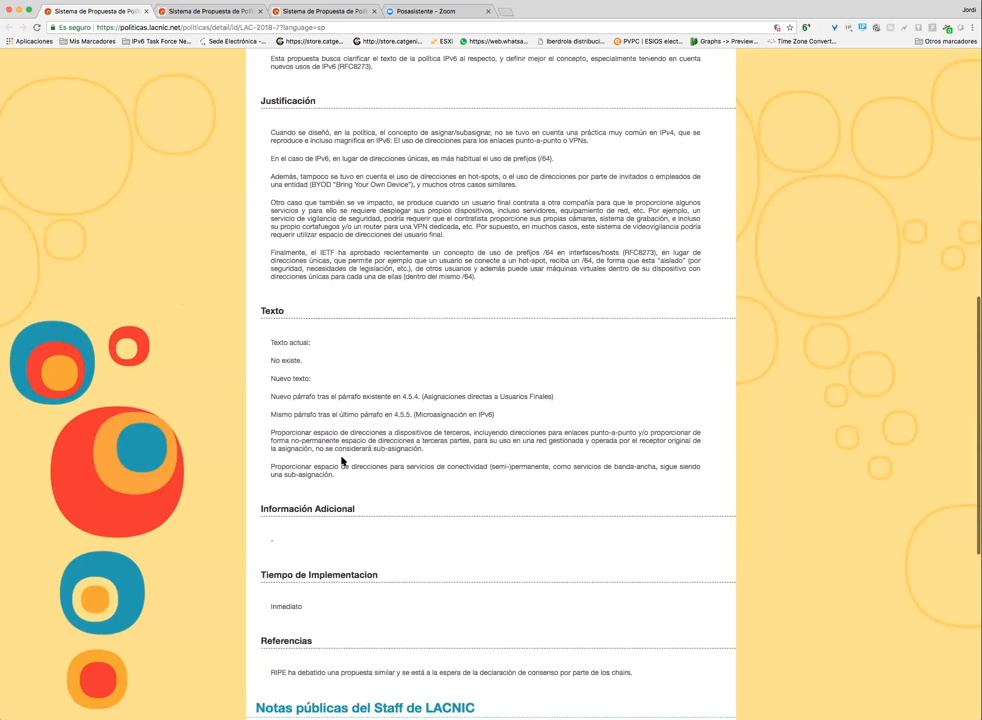 Sistema de Propuesta de Polí
Sistema de Propuesta de Polí
Sistema de Propuesta de Polí
Posasistente - Zoom
Jordi
Es seguro
https://politicas.lacnic.net/politicas/detail/id/LAC-2018-7?language=sp
Aplicaciones
Mis Marcadores
IPv6 Task Force Ne...
Sede Electrónica -...
https://store.catgen...
http://store.catgeni...
ESXi
https://web.whatsa...
Iberdrola distribuci...
PVPC | ESIOS elect...
Graphs -> Preview...
Time Zone Convert...
Otros marcadores
Esta propuesta busca clarificar el texto de la política IPv6 al respecto, y definir mejor el concepto, especialmente teniendo en cuenta
nuevos usos de IPv6 (RFC8273).
Justificación
Cuando se diseñó, en la política, el concepto de asignar/subasignar, no se tuvo en cuenta una práctica muy común en IPv4, que se
reproduce e incluso magnifica en IPv6: El uso de direcciones para los enlaces punto-a-punto o VPNs.
En el caso de IPv6, en lugar de direcciones únicas, es más habitual el uso de prefijos (/64).
Además, tampoco se tuvo en cuenta el uso de direcciones en hot-spots, o el uso de direcciones por parte de invitados o empleados de
una entidad (BYOD "Bring Your Own Device"), y muchos otros casos similares.
Otro caso que también se ve impacto, se produce cuando un usuario final contrata a otra compañía para que le proporcione algunos
servicios y para ello se requiere desplegar sus propios dispositivos, incluso servidores, equipamiento de red, etc. Por ejemplo, un
servicio de vigilancia de seguridad, podría requerir que el contratista proporcione sus propias cámaras, sistema de grabación, e incluso
su propio cortafuegos y/o un router para una VPN dedicada, etc. Por supuesto, en muchos casos, este sistema de videovigilancia podría
requerir utilizar espacio de direcciones del usuario final.
Finalmente, el IETF ha aprobado recientemente un concepto de uso de prefijos /64 en interfaces/hosts (RFC8273), en lugar de
direcciones únicas, que permite por ejemplo que un usuario se conecte a un hot-spot, reciba un /64, de forma que esta "aislado" (por
seguridad, necesidades de legislación, etc.), de otros usuarios y además puede usar máquinas virtuales dentro de su dispositivo con
direcciones únicas para cada una de ellas (dentro del mismo /64).
Texto
Texto actual:
No existe.
Nuevo texto:
Nuevo párrafo tras el párrafo existente en 4.5.4. (Asignaciones directas a Usuarios Finales)
Mismo párrafo tras el último párrafo en 4.5.5. (Microasignación en IPv6)
Proporcionar espacio de direcciones a dispositivos de terceros, incluyendo direcciones para enlaces punto-a-punto y/o proporcionar de
forma no-permanente espacio de direcciones a terceras partes, para su uso en una red gestionada y operada por el receptor original de
la asignación, no se considerará sub-asignación.
Proporcionar espacio de direcciones para servicios de conectividad (semi-)permanente, como servicios de banda-ancha, sigue siendo
una sub-asignación.
Información Adicional
-
Tiempo de Implementacion
Inmediato
Referencias
RIPE ha debatido una propuesta similar y se está a la espera de la declaración de consenso por parte de los chairs.
Notas públicas del Staff de LACNIC